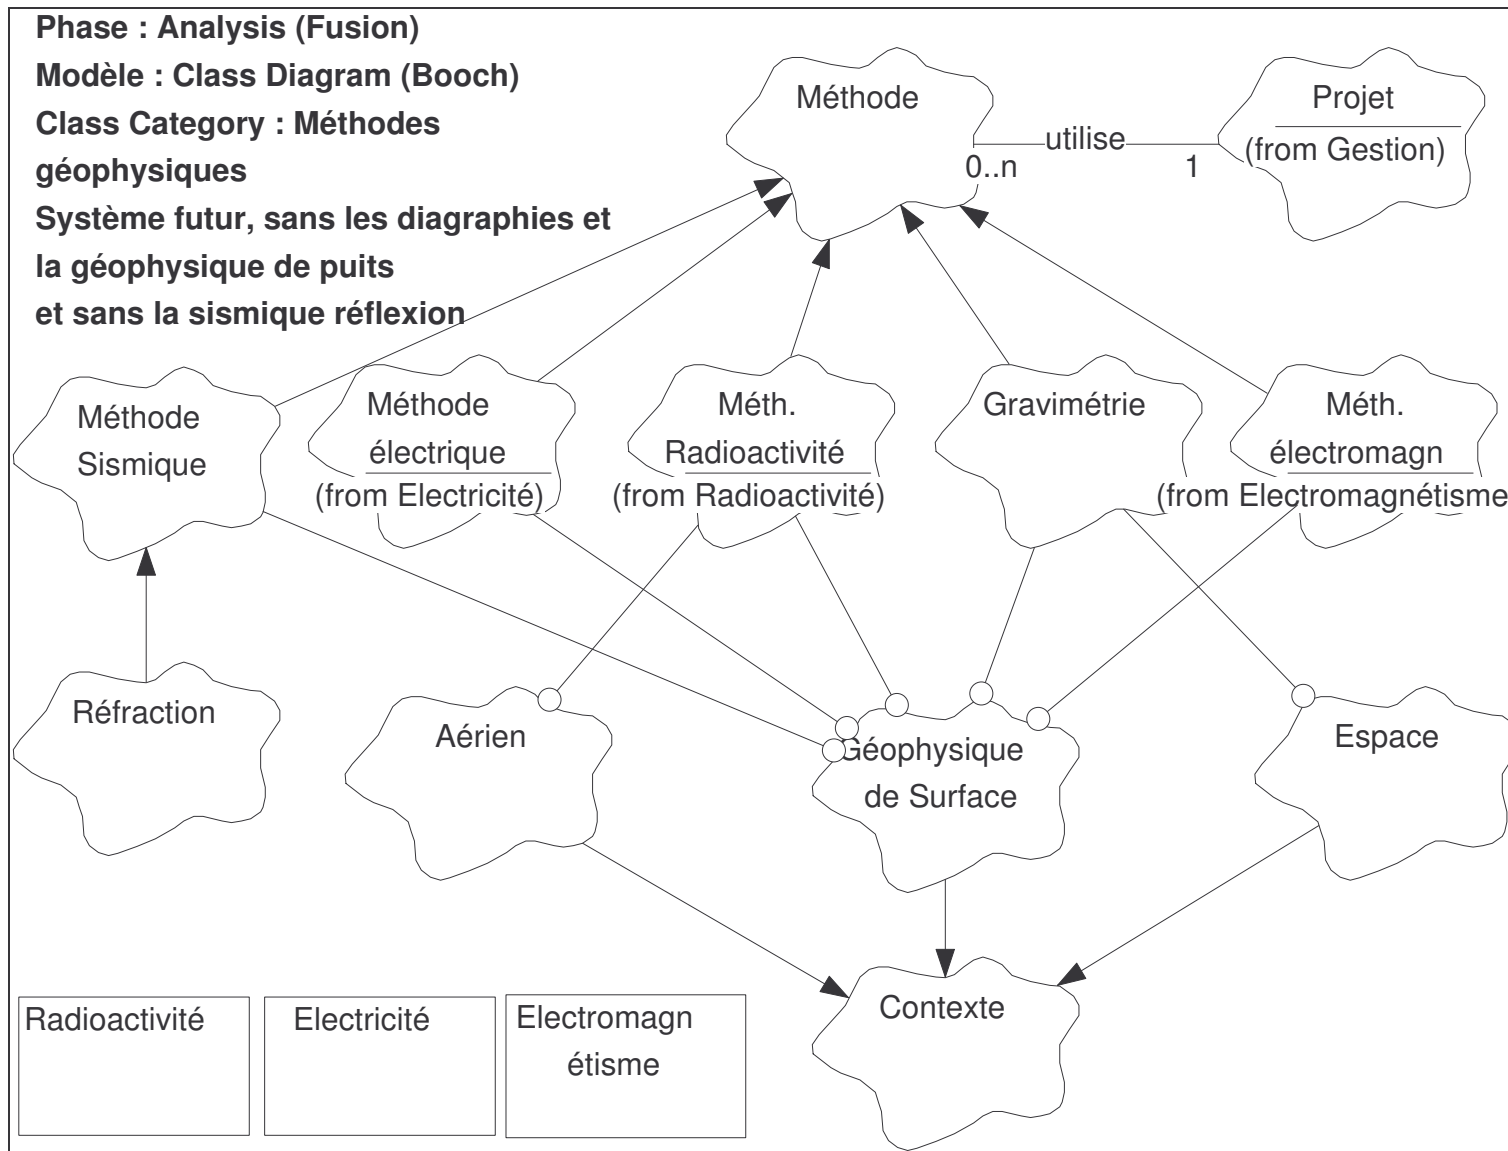 Phase : Analysis (Fusion)
Modèle : Class Diagram (Booch)
Class Category : Méthodes
géophysiques
Système futur, sans les diagraphies et
la géophysique de puits
et sans la sismique réflexion
Méthode
utilise
0..n
1
Projet
(from Gestion)
Méthode
Sismique
Méthode
électrique
(from Electricité)
Méth.
Radioactivité
(from Radioactivité)
Gravimétrie
Méth.
électromagn
(from Electromagnétisme
Réfraction
Aérien
Géophysique
de Surface
Espace
Contexte
Radioactivité
Electricité
Electromagn
étisme